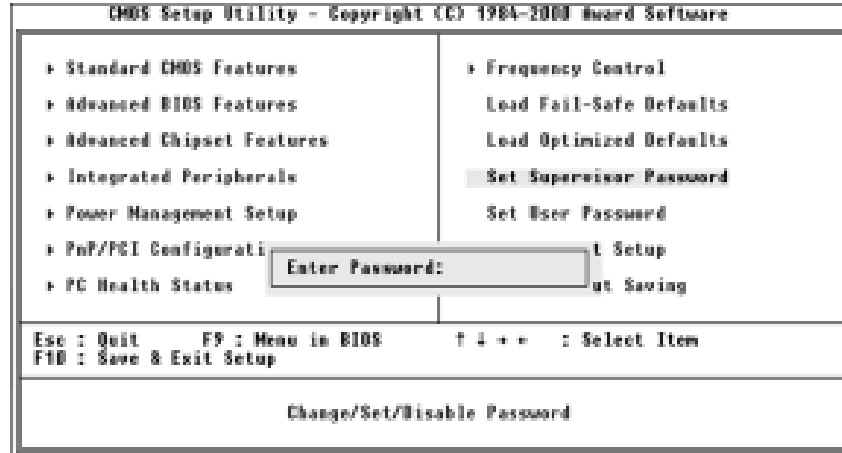 CMOS Setup Utility - Copyright (C) 1984-2000 Award Software
Standard CMOS Features
Advanced BIOS Features
Advanced Chipset Features
Integrated Peripherals
Power Management Setup
PnP/PCI Configurati
PC Health Status
Frequency Control
Load Fail-Safe Defaults
Load Optimized Defaults
Set Supervisor Password
Set User Password
t Setup
ut Saving
Enter Password:
Esc : Quit F9 : Menu in BIOS ↑ ↓ → ← : Select Item
F10 : Save & Exit Setup
Change/Set/Disable Password